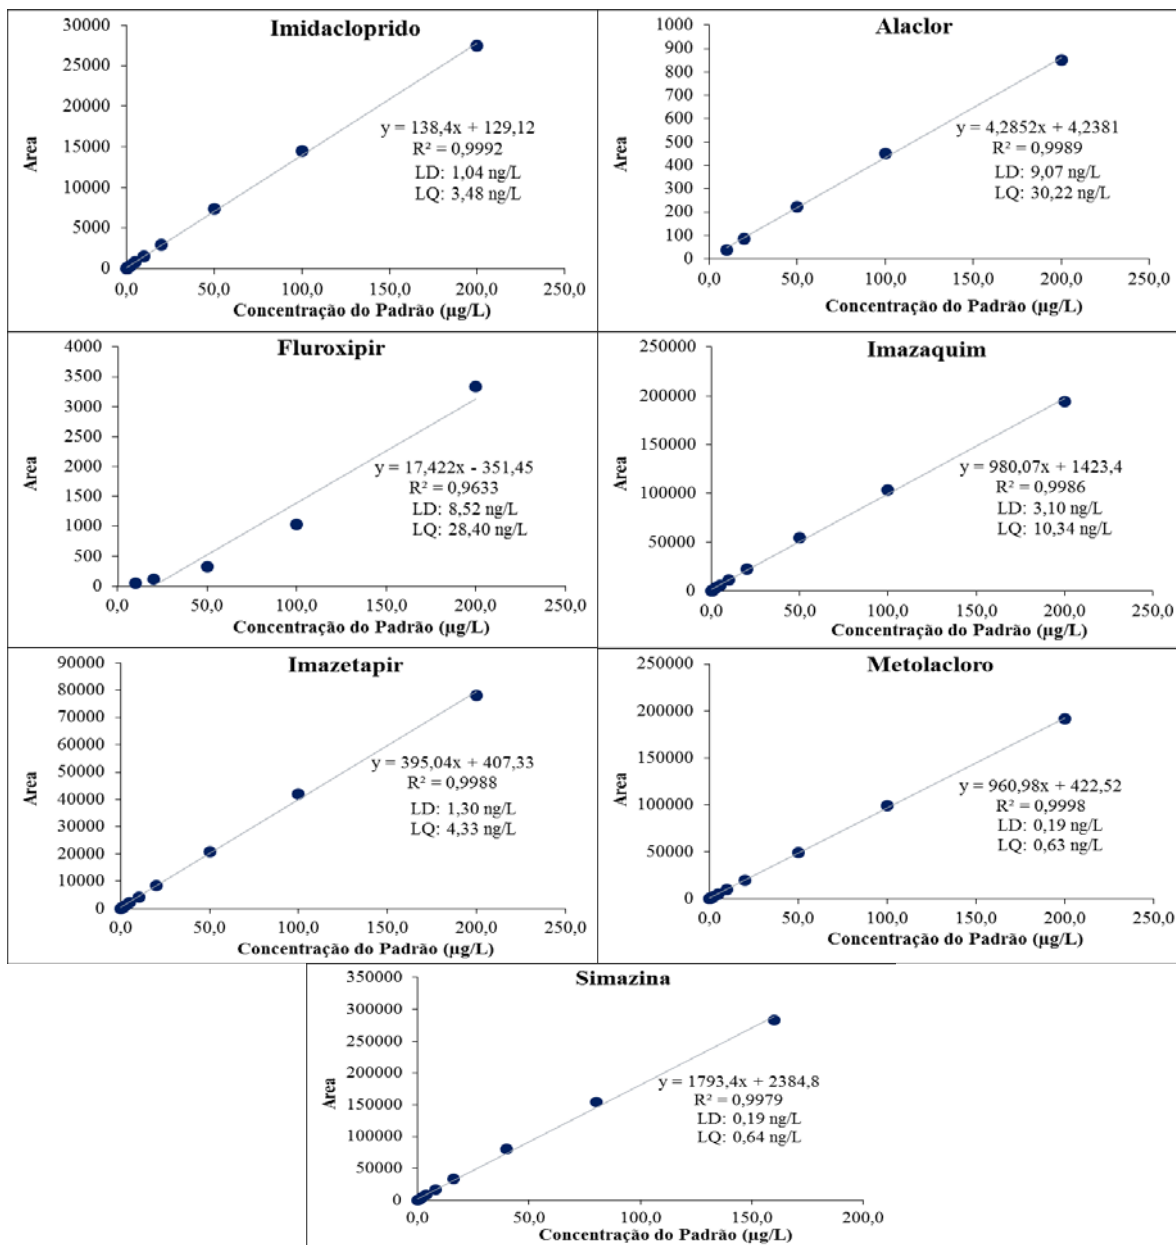 Imidacloprido
30000
25000
20000
15000
10000
5000
0
Area
y = 138,4x + 129,12
R² = 0,9992
LD: 1,04 ng/L
LQ: 3,48 ng/L
0,0 50,0 100,0 150,0 200,0 250,0
Concentração do Padrão (µg/L)
Alaclor
1000
900
800
700
600
500
400
300
200
100
0
Area
y = 4,2852x + 4,2381
R² = 0,9989
LD: 9,07 ng/L
LQ: 30,22 ng/L
0,0 50,0 100,0 150,0 200,0 250,0
Concentração do Padrão (µg/L)
Fluroxipir
4000
3500
3000
2500
2000
1500
1000
500
0
Area
y = 17,422x - 351,45
R² = 0,9633
LD: 8,52 ng/L
LQ: 28,40 ng/L
0,0 50,0 100,0 150,0 200,0 250,0
Concentração do Padrão (µg/L)
Imazaquim
250000
200000
150000
100000
50000
0
Area
y = 980,07x + 1423,4
R² = 0,9986
LD: 3,10 ng/L
LQ: 10,34 ng/L
0,0 50,0 100,0 150,0 200,0 250,0
Concentração do Padrão (µg/L)
Imazetapir
90000
80000
70000
60000
50000
40000
30000
20000
10000
0
Area
y = 395,04x + 407,33
R² = 0,9988
LD: 1,30 ng/L
LQ: 4,33 ng/L
0,0 50,0 100,0 150,0 200,0 250,0
Concentração do Padrão (µg/L)
Metolacloro
250000
200000
150000
100000
50000
0
Area
y = 960,98x + 422,52
R² = 0,9998
LD: 0,19 ng/L
LQ: 0,63 ng/L
0,0 50,0 100,0 150,0 200,0 250,0
Concentração do Padrão (µg/L)
Simazina
350000
300000
250000
200000
150000
100000
50000
0
Area
y = 1793,4x + 2384,8
R² = 0,9979
LD: 0,19 ng/L
LQ: 0,64 ng/L
0,0 50,0 100,0 150,0 200,0
Concentração do Padrão (µg/L)